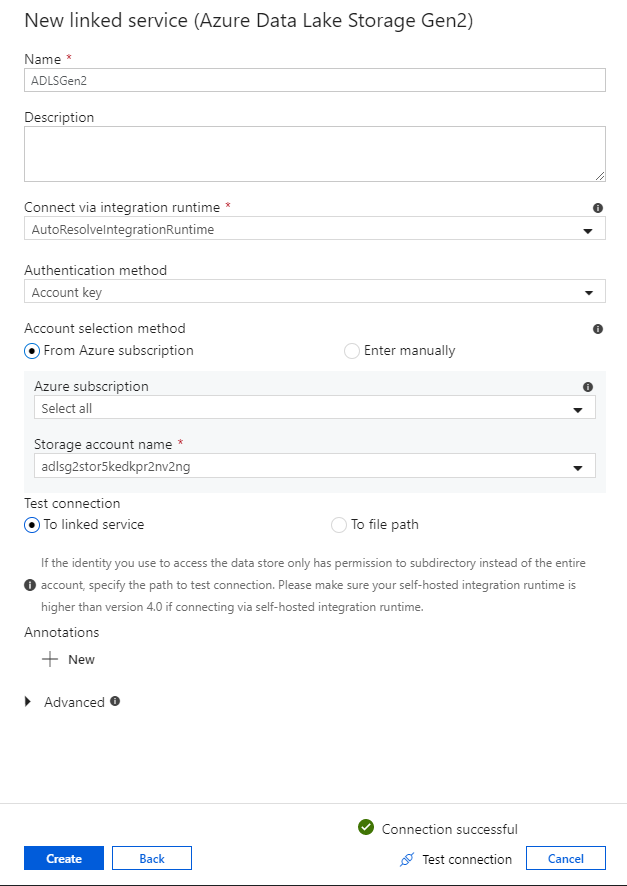 New linked service (Azure Data Lake Storage Gen2)
Name *
ADLSGen2
Description
Connect via integration runtime *
AutoResolveIntegrationRuntime
Authentication method
Account key
Account selection method
From Azure subscription Enter manually
Azure subscription
Select all
Storage account name *
adlsg2stor5kedkpr2nv2ng
Test connection
To linked service To file path
If the identity you use to access the data store only has permission to subdirectory instead of the entire
account, specify the path to test connection. Please make sure your self-hosted integration runtime is
higher than version 4.0 if connecting via self-hosted integration runtime.
Annotations
New
Advanced
Connection successful
Create Back Test connection Cancel